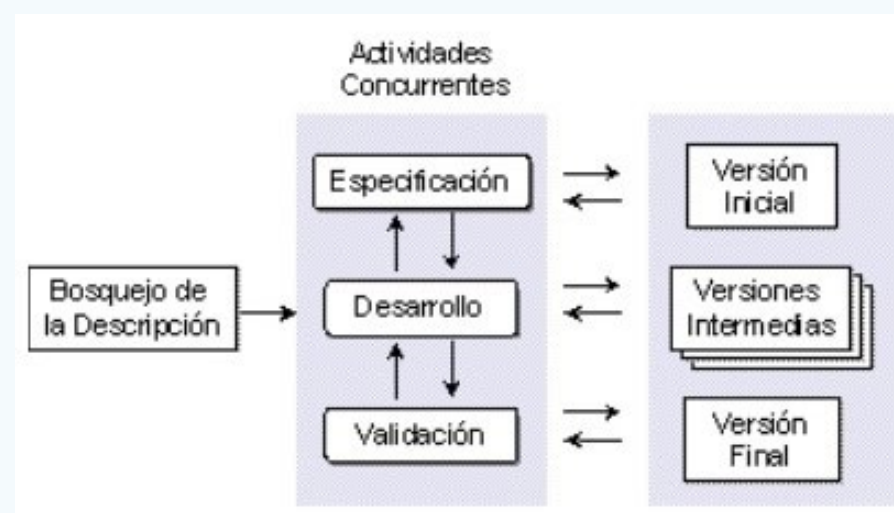 Actividades
Concurrentes
Especificación
Versión
Inicial
Bosquejo de
la Descripción
Desarrollo
Versiones
Intermedias
Validación
Versión
Final